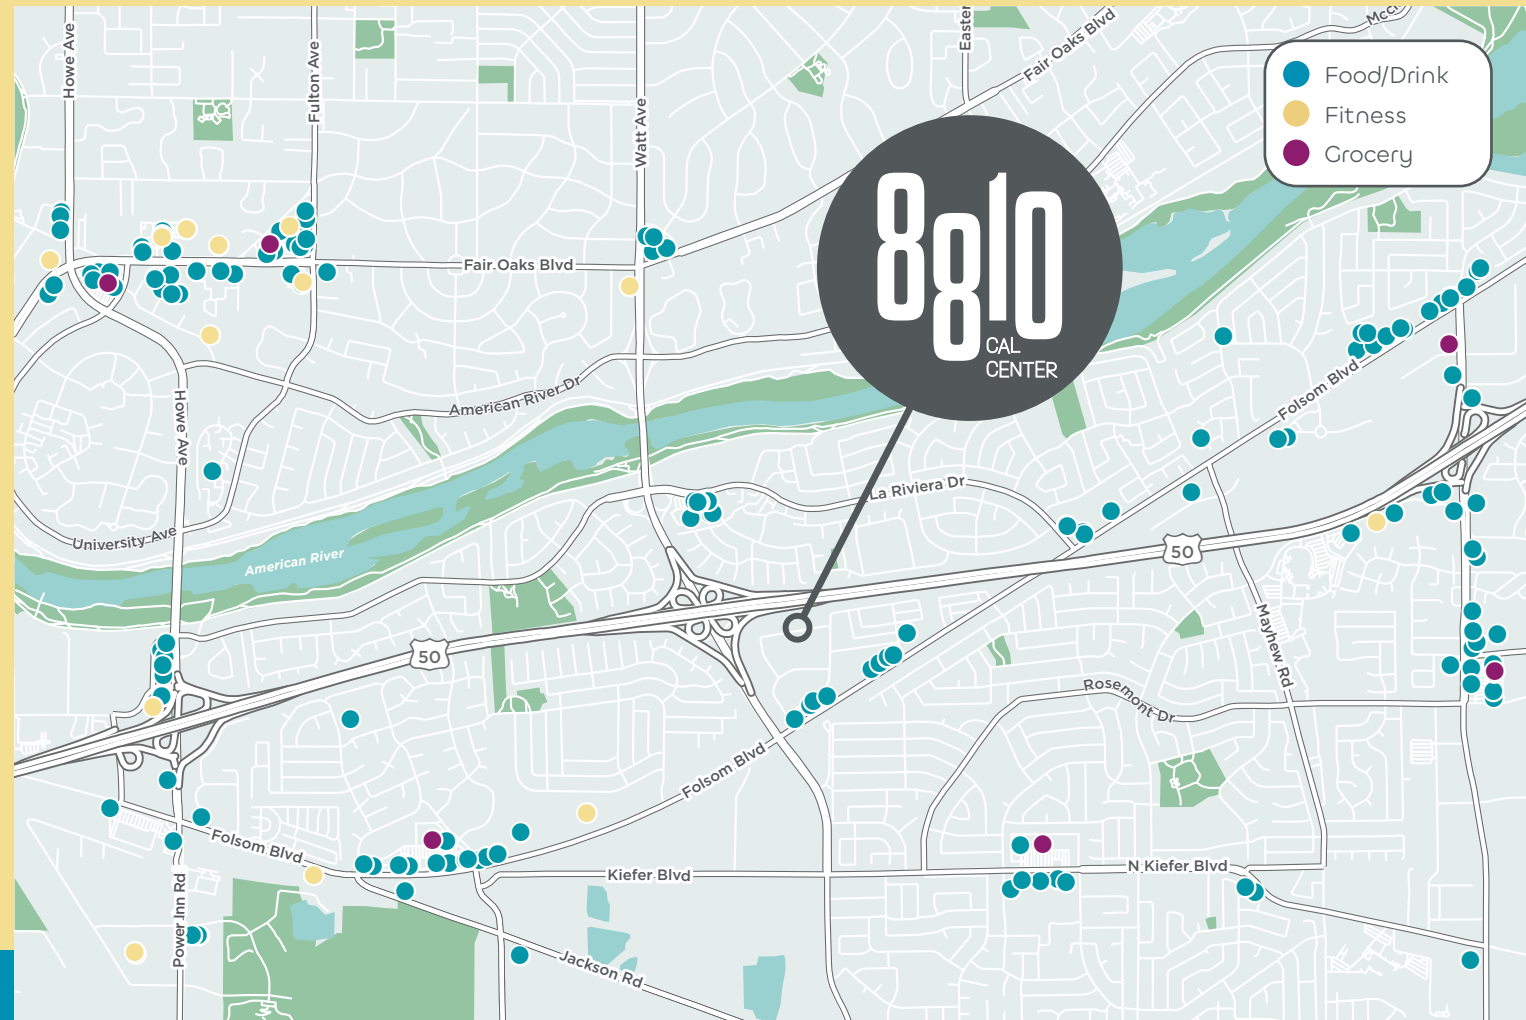 Howe Ave
Fulton Ave
Watt Ave
Easter
Fair Oaks Blvd
Food/Drink
Fitness
Grocery
8810
CAL
CENTER
Fair Oaks Blvd
American River Dr
Howe Ave
University Ave
American River
La Riviera Dr
Folsom Blvd
50
50
Mayhew Rd
Rosemont Dr
Folsom Blvd
Folsom Blvd
Kiefer Blvd
N Kiefer Blvd
Power Inn Rd
Jackson Rd